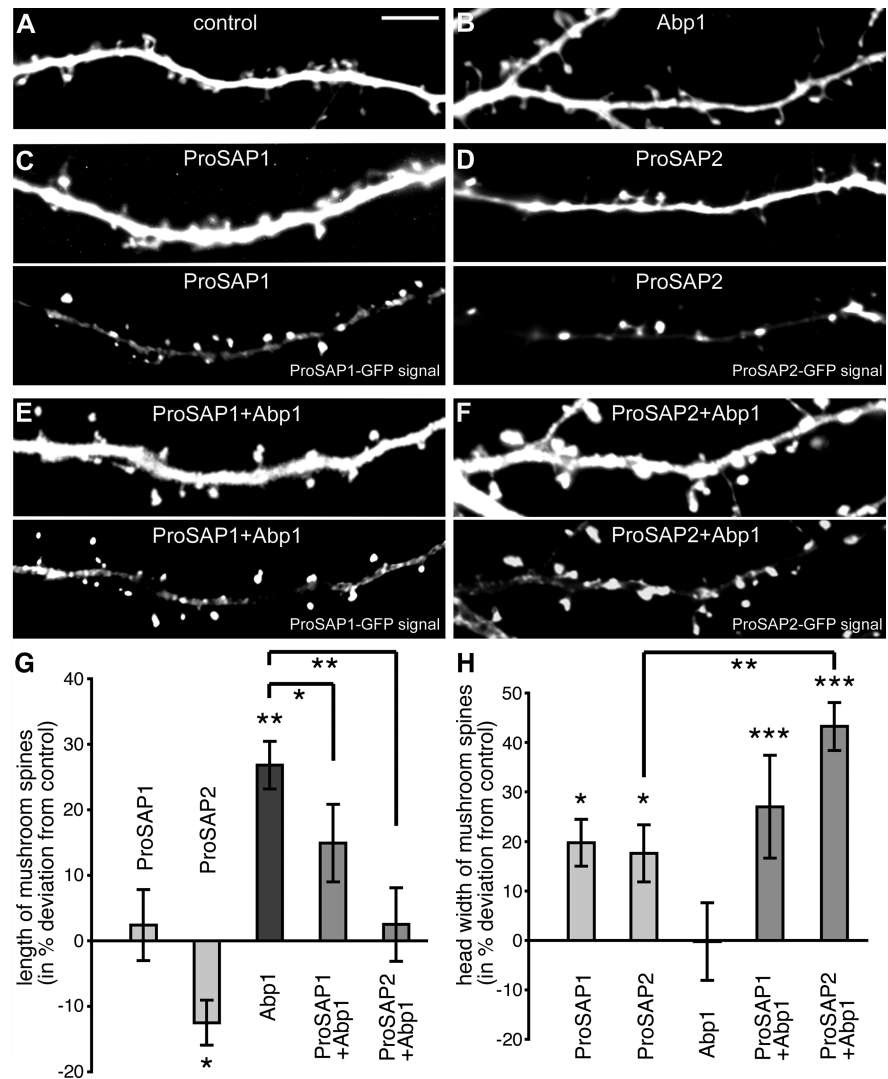 A
control
B
Abp1
C
ProSAP1
D
ProSAP2
ProSAP1
ProSAP1-GFP signal
ProSAP2
ProSAP2-GFP signal
E
ProSAP1+Abp1
F
ProSAP2+Abp1
ProSAP1+Abp1
ProSAP1-GFP signal
ProSAP2+Abp1
ProSAP2-GFP signal
G
length of mushroom spines
(in % deviation from control)
40
30
20
10
0
-10
-20
ProSAP1
ProSAP2
*
**
*
**
Abp1
ProSAP1
+Abp1
ProSAP2
+Abp1
H
head width of mushroom spines
(in % deviation from control)
50
40
30
20
10
0
-10
-20
*
*
***
**
***
ProSAP1
ProSAP2
Abp1
ProSAP1
+Abp1
ProSAP2
+Abp1